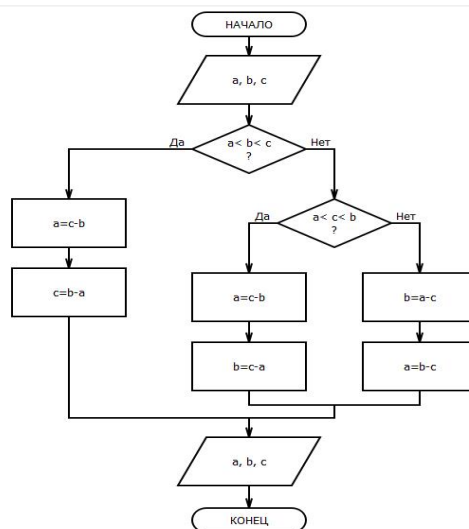 НАЧАЛО
a, b, c
a< b< c
?
Да
Нет
a=c-b
c=b-a
a< c< b
?
Да
Нет
a=c-b
b=c-a
b=a-c
a=b-c
a, b, c
КОНЕЦ